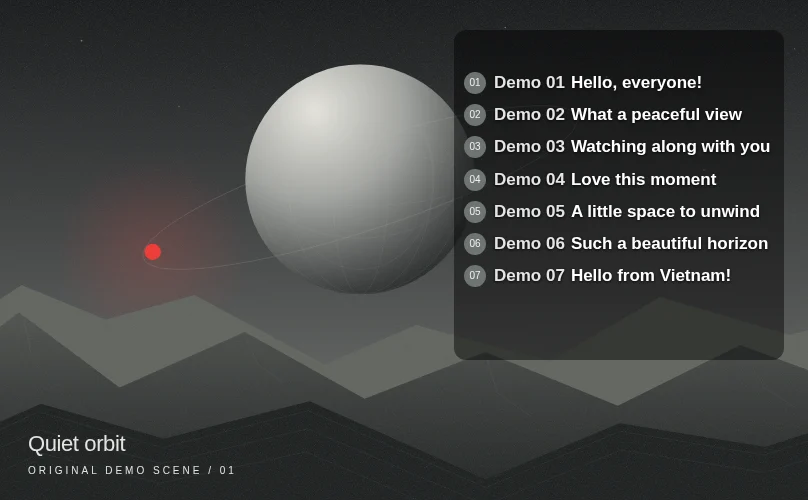 01 Demo 01 Hello, everyone!
02 Demo 02 What a peaceful view
03 Demo 03 Watching along with you
04 Demo 04 Love this moment
05 Demo 05 A little space to unwind
06 Demo 06 Such a beautiful horizon
07 Demo 07 Hello from Vietnam!
Quiet orbit
ORIGINAL DEMO SCENE / 01